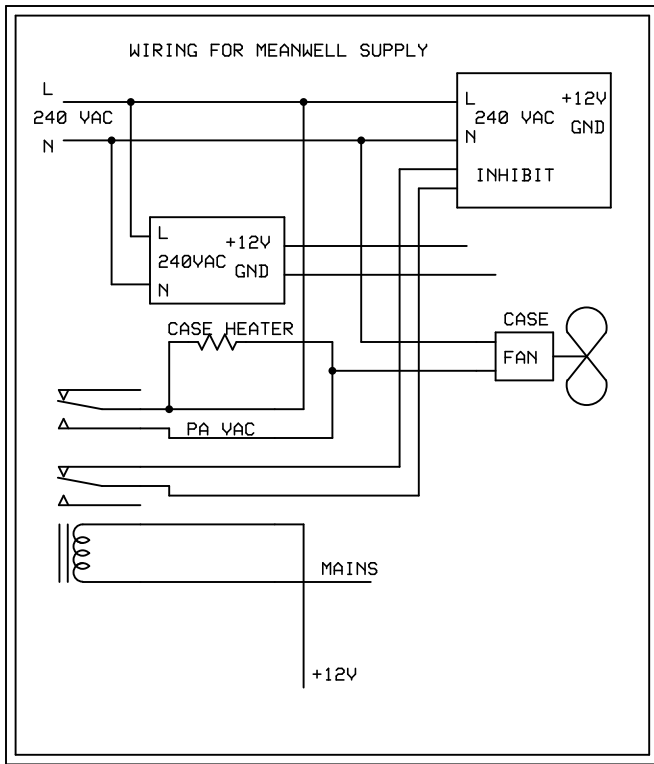 WIRING FOR MEANWELL SUPPLY
L
240 VAC
N
L
240 VAC
N
+12V
GND
INHIBIT
L
240VAC
N
+12V
GND
CASE HEATER
CASE
FAN
PA VAC
MAINS
+12V